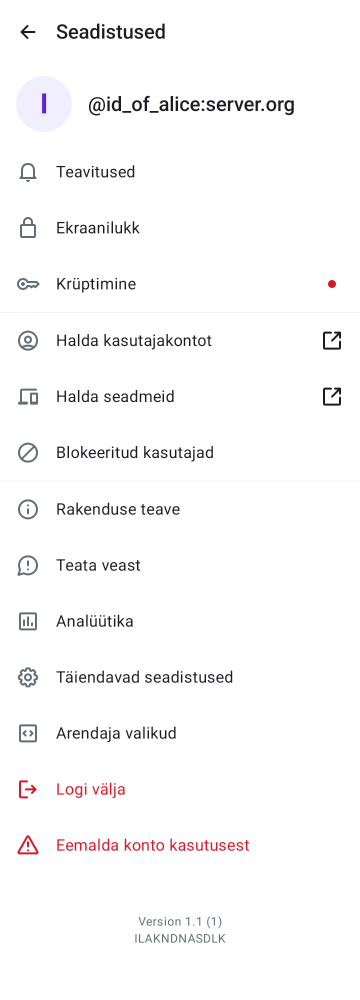 Seadistused
I
@id_of_alice:server.org
Teavitused
Ekraanilukk
Krüptimine
Halda kasutajakontot
Halda seadmeid
Blokeeritud kasutajad
Rakenduse teave
Teata veast
Analüütika
Täiendavad seadistused
Arendaja valikud
Logi välja
Eemalda konto kasutusest
Version 1.1 (1)
ILAKNDNASDLK